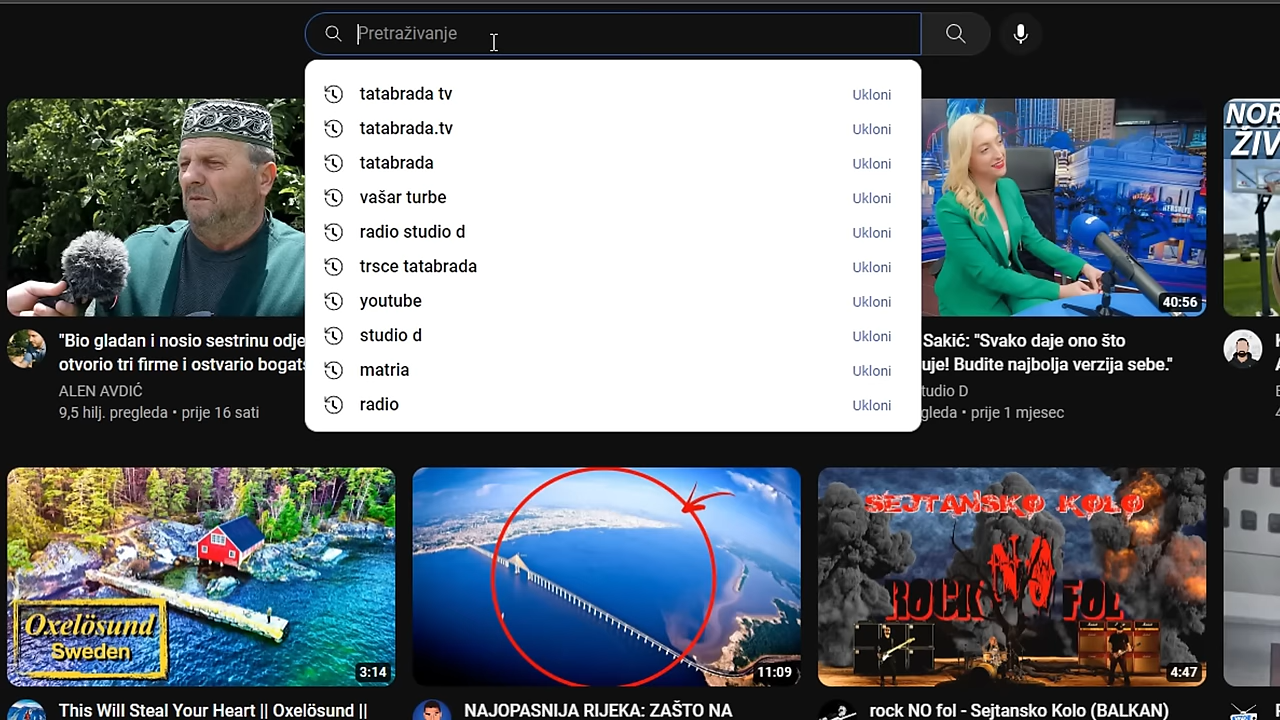 Pretraživanje
tatabrada tv Ukloni
tatabrada.tv Ukloni
tatabrada Ukloni
vašar turbe Ukloni
radio studio d Ukloni
trsce tatabrada Ukloni
youtube Ukloni
studio d Ukloni
matria Ukloni
radio Ukloni
NOR
ŽIV
40:56
"Bio gladan i nosio sestrinu odje
otvorio tri firme i ostvario bogats
ALEN AVDIĆ
9,5 hilj. pregleda • prije 16 sati
Sakić: "Svako daje ono što
uje! Budite najbolja verzija sebe."
tudio D
gleda • prije 1 mjesec
Oxelösund
Sweden
3:14
11:09
SEJTANSKO KOLO
ROCK NO FOL
4:47
This Will Steal Your Heart || Oxelösund ||
NAJOPASNIJA RIJEKA: ZAŠTO NA
rock NO fol - Sejtansko Kolo (BALKAN)